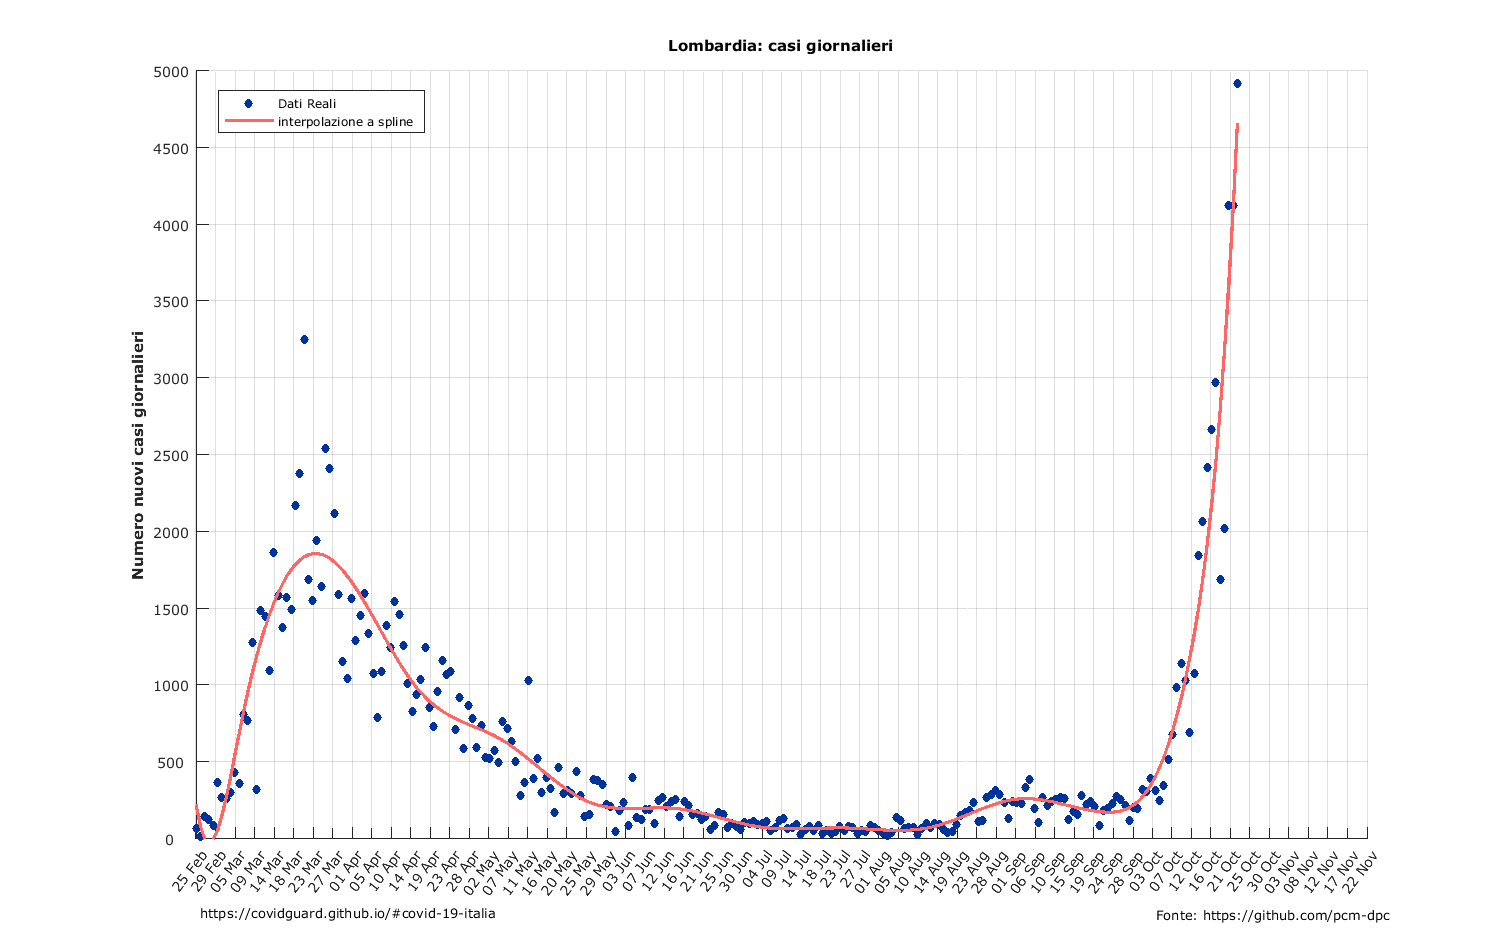 Lombardia: casi giornalieri
Dati Reali
interpolazione a spline
Numero nuovi casi giornalieri
5000
4500
4000
3500
3000
2500
2000
1500
1000
500
0
25 Feb
29 Feb
05 Mar
09 Mar
14 Mar
18 Mar
23 Mar
27 Mar
01 Apr
05 Apr
10 Apr
14 Apr
19 Apr
23 Apr
28 Apr
02 May
07 May
11 May
16 May
20 May
25 May
29 May
03 Jun
07 Jun
12 Jun
16 Jun
21 Jun
25 Jun
30 Jun
04 Jul
09 Jul
14 Jul
18 Jul
23 Jul
27 Jul
01 Aug
05 Aug
10 Aug
14 Aug
19 Aug
23 Aug
28 Aug
01 Sep
06 Sep
10 Sep
15 Sep
19 Sep
24 Sep
28 Sep
03 Oct
07 Oct
12 Oct
16 Oct
21 Oct
25 Oct
30 Oct
03 Nov
08 Nov
12 Nov
17 Nov
22 Nov
https://covidguard.github.io/#covid-19-italia
Fonte: https://github.com/pcm-dpc